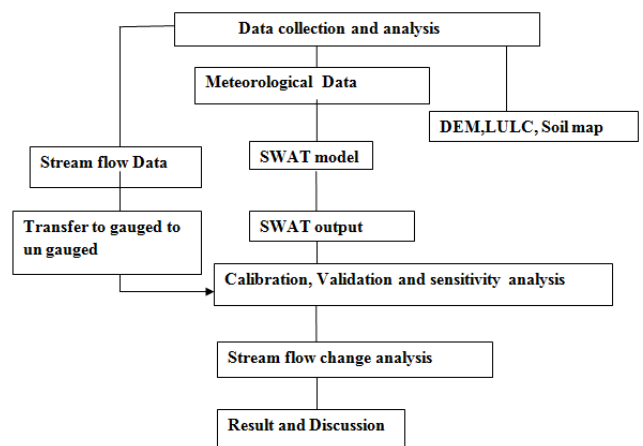 Data collection and analysis
Meteorological Data
DEM,LULC, Soil map
Stream flow Data
SWAT model
Transfer to gauged to
un gauged
SWAT output
Calibration, Validation and sensitivity analysis
Stream flow change analysis
Result and Discussion